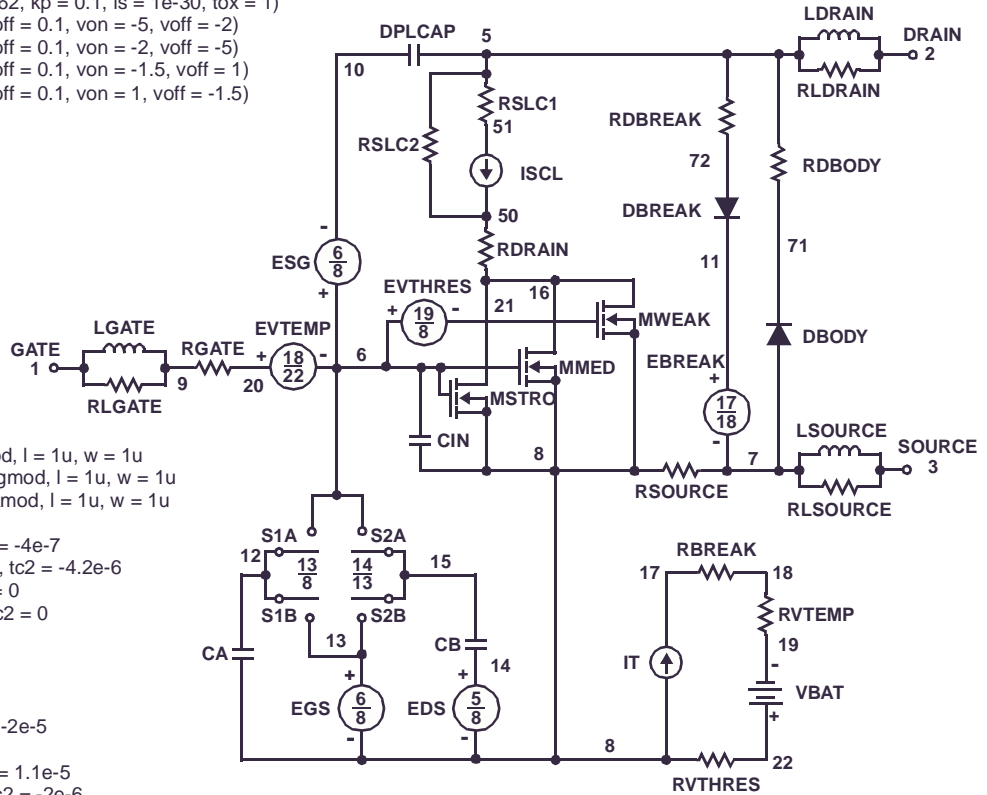 62, kp = 0.1, is = 1e-30, tox = 1)
off = 0.1, von = -5, voff = -2)
off = 0.1, von = -2, voff = -5)
off = 0.1, von = -1.5, voff = 1)
off = 0.1, von = 1, voff = -1.5)
LDRAIN
DPLCAP
5
DRAIN
2
10
RLDRAIN
RSLC1
51
RDBREAK
RSLC2
72
RDBODY
ISCL
DBREAK
50
RDRAIN
71
ESG
6
8
-
+
11
EVTHRES
+
19
8
-
16
21
MWEAK
LGATE
EVTEMP
GATE
1
RGATE
+
18
22
-
6
EBREAK
+
DBODY
MMED
9
20
RLGATE
MSTRO
17
18
-
LSOURCE
CIN
8
7
SOURCE
3
RSOURCE
RLSOURCE
od, l = 1u, w = 1u
gmod, l = 1u, w = 1u
kmod, l = 1u, w = 1u
= -4e-7
, tc2 = -4.2e-6
= 0
c2 = 0
S1A
S2A
12
13
8
14
13
15
S1B
S2B
RBREAK
17
18
RVTEMP
13
CB
19
CA
+
+
14
IT
-
VBAT
EGS
6
8
EDS
5
8
+
-
-
8
22
RVTHRES
-2e-5
= 1.1e-5
c2 = -2e-6